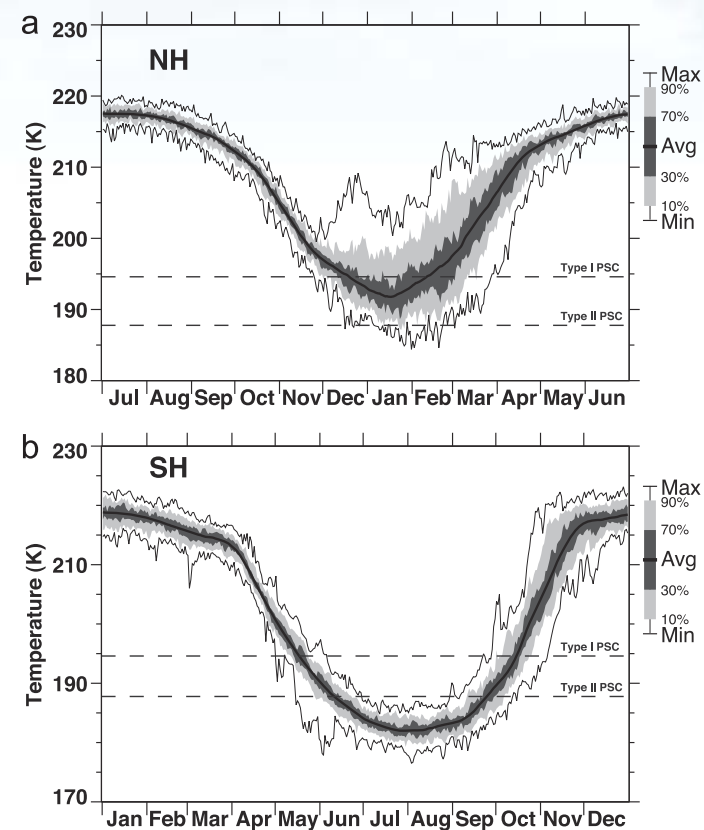 a
230
NH
220
210
200
190
180
Temperature (K)
Type I PSC
Type II PSC
Jul Aug Sep Oct Nov Dec Jan Feb Mar Apr May Jun
Max
90%
70%
Avg
30%
10%
Min
b
230
SH
210
190
170
Temperature (K)
Type I PSC
Type II PSC
Jan Feb Mar Apr May Jun Jul Aug Sep Oct Nov Dec
Max
90%
70%
Avg
30%
10%
Min